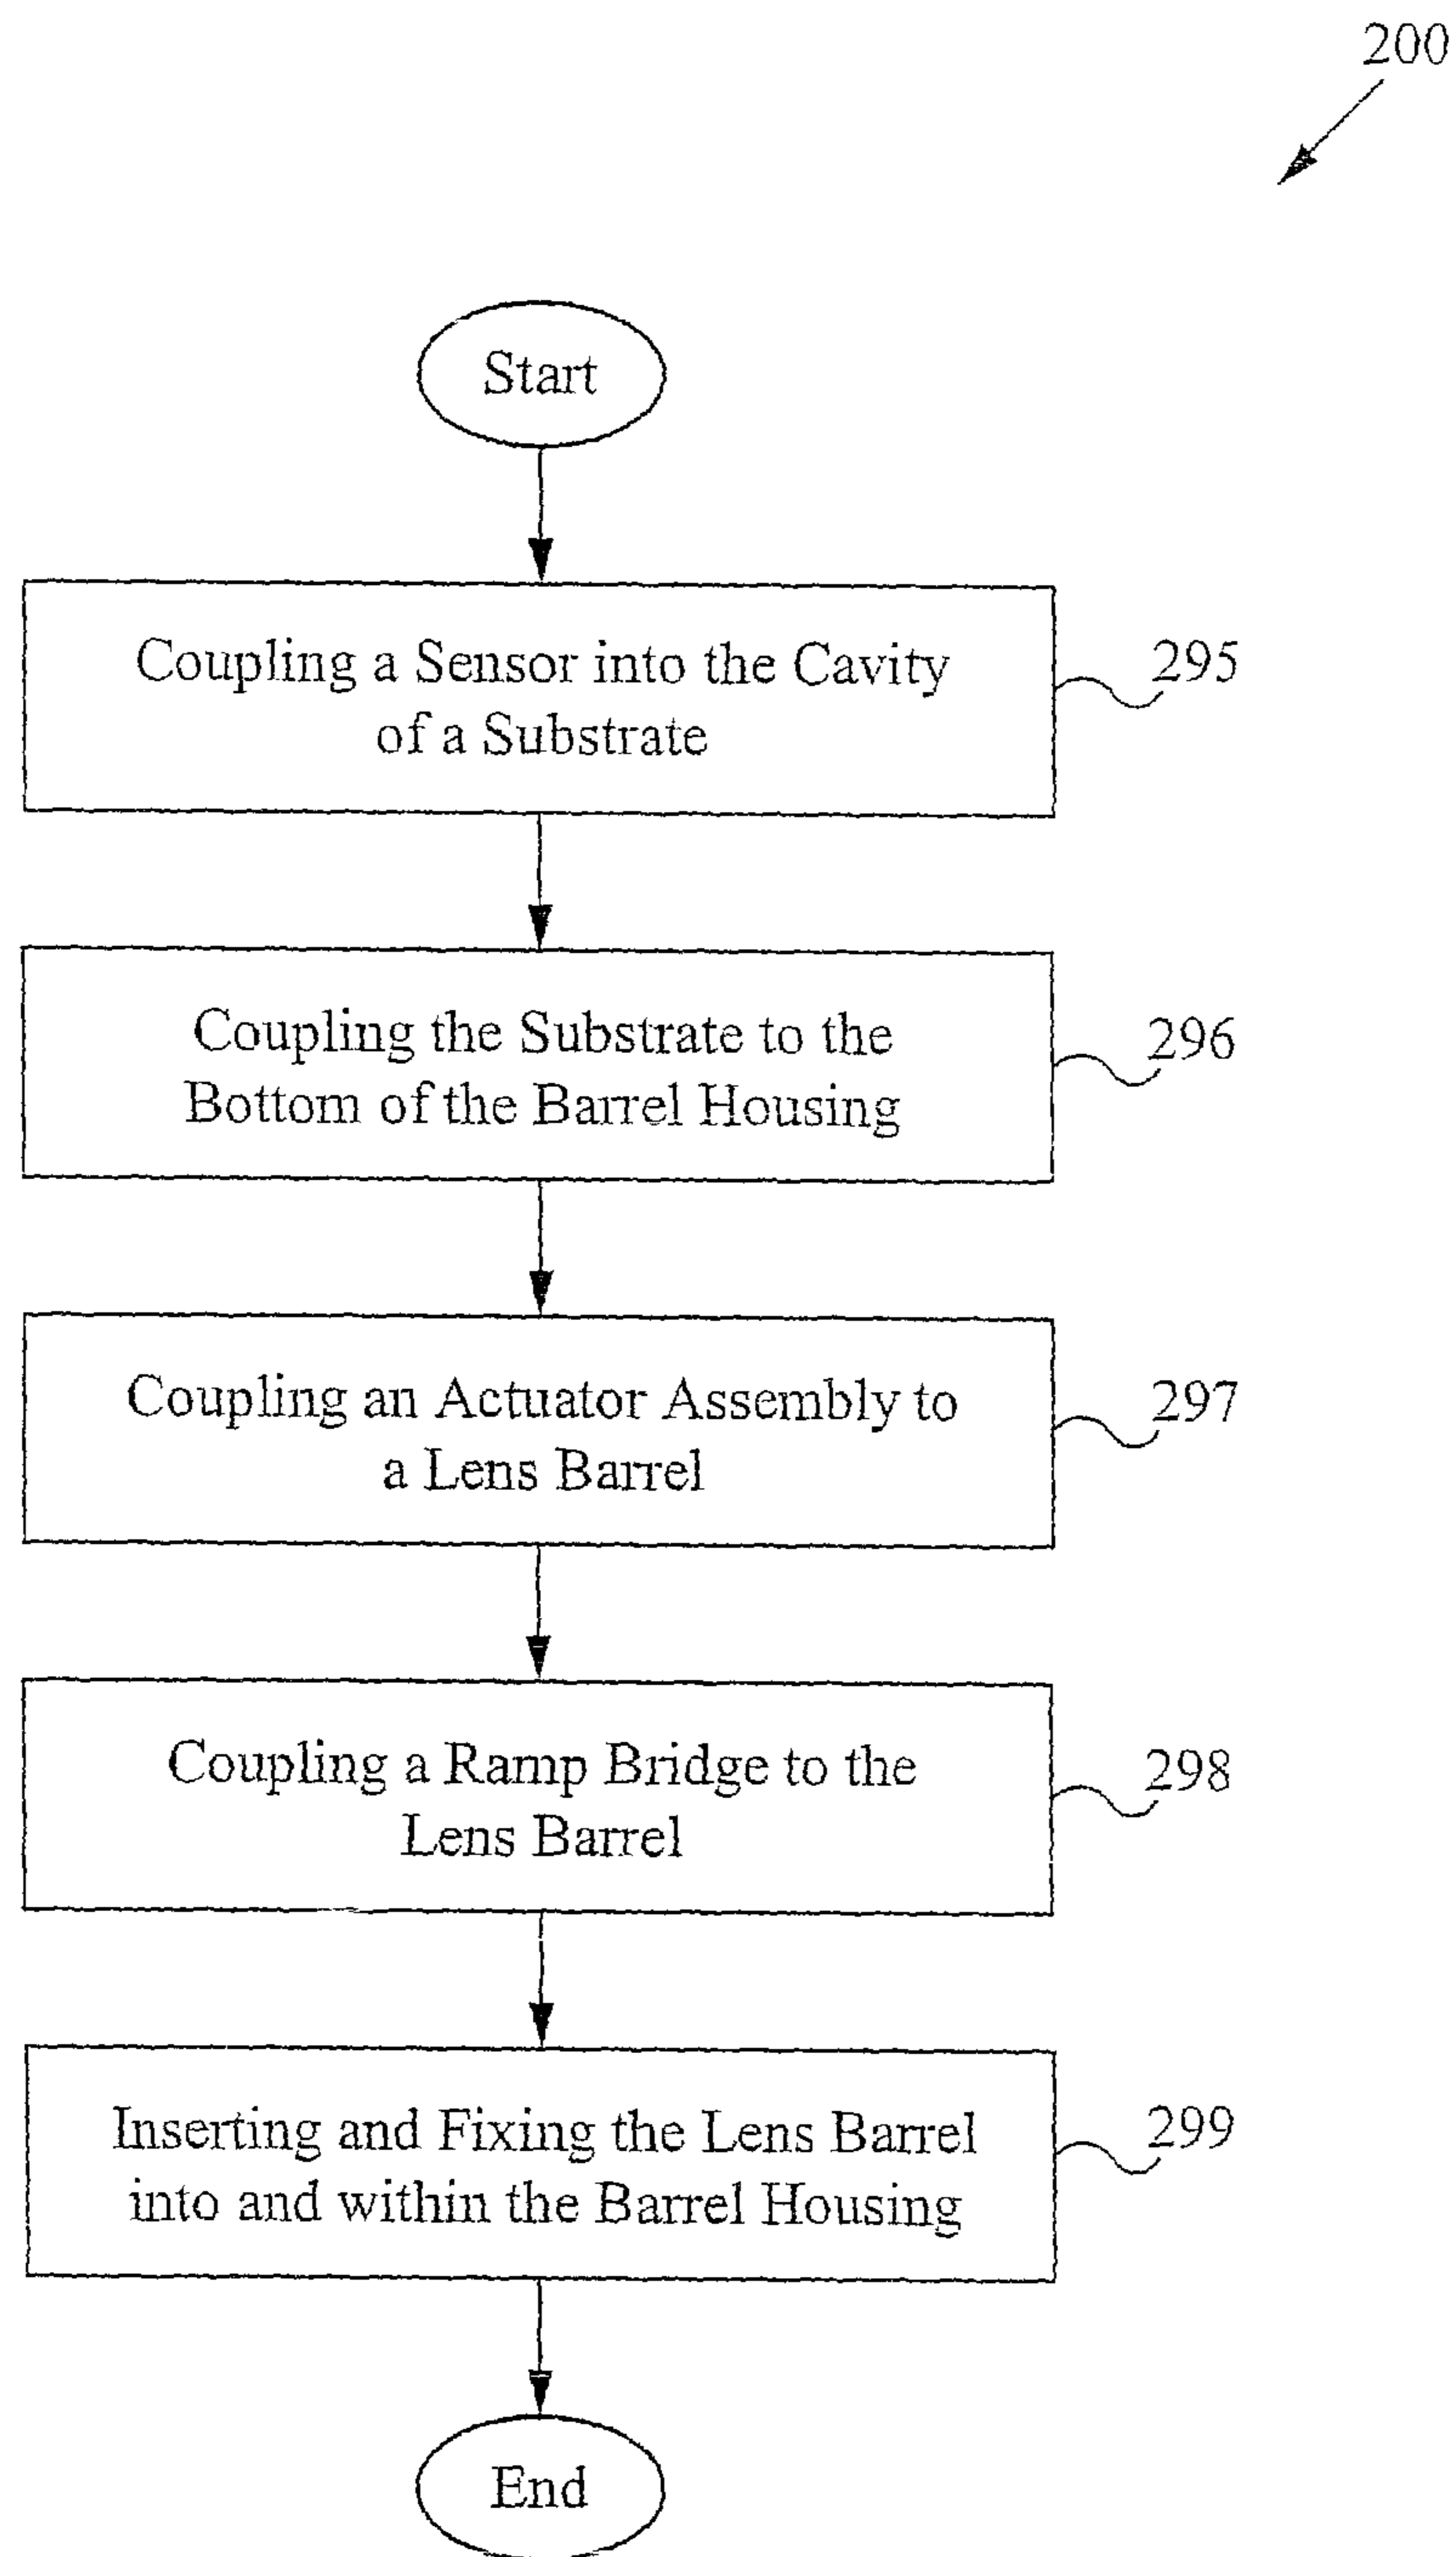 200
Start
Coupling a Sensor into the Cavity
of a Substrate
295
Coupling the Substrate to the
Bottom of the Barrel Housing
296
Coupling an Actuator Assembly to
a Lens Barrel
297
Coupling a Ramp Bridge to the
Lens Barrel
298
Inserting and Fixing the Lens Barrel
into and within the Barrel Housing
299
End